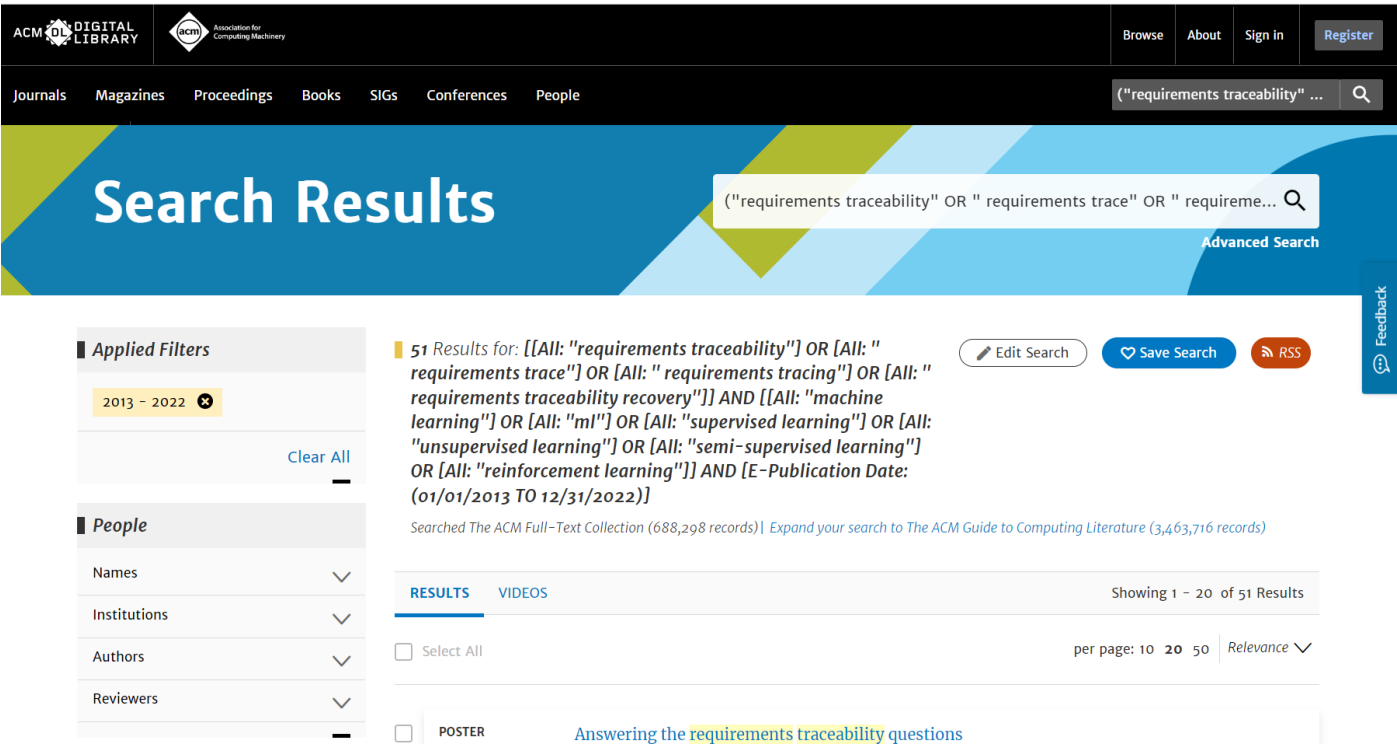 ACM DL DIGITAL LIBRARY
acm Association for Computing Machinery
Browse About Sign in Register
Journals Magazines Proceedings Books SIGs Conferences People
("requirements traceability" ...
Search Results
("requirements traceability" OR " requirements trace" OR " requireme...
Advanced Search
Feedback
Applied Filters
2013 - 2022
Clear All
People
Names
Institutions
Authors
Reviewers
51 Results for: [[All: "requirements traceability"] OR [All: "
requirements trace"] OR [All: " requirements tracing"] OR [All: "
requirements traceability recovery"]] AND [[All: "machine
learning"] OR [All: "ml"] OR [All: "supervised learning"] OR [All:
"unsupervised learning"] OR [All: "semi-supervised learning"]
OR [All: "reinforcement learning"]] AND [E-Publication Date:
(01/01/2013 TO 12/31/2022)]
Edit Search Save Search RSS
Searched The ACM Full-Text Collection (688,298 records)| Expand your search to The ACM Guide to Computing Literature (3,463,716 records)
RESULTS VIDEOS Showing 1 - 20 of 51 Results
Select All per page: 10 20 50 Relevance
POSTER Answering the requirements traceability questions